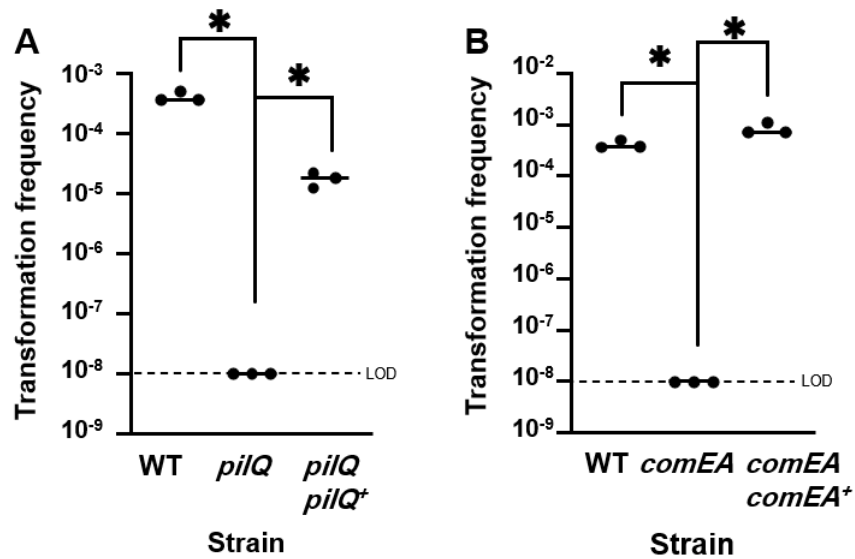 A
*
*
Transformation frequency
10⁻³
10⁻⁴
10⁻⁵
10⁻⁶
10⁻⁷
10⁻⁸
10⁻⁹
LOD
WT pilQ pilQ
pilQ⁺
Strain
B
*
*
Transformation frequency
10⁻²
10⁻³
10⁻⁴
10⁻⁵
10⁻⁶
10⁻⁷
10⁻⁸
10⁻⁹
LOD
WT comEA comEA
comEA⁺
Strain